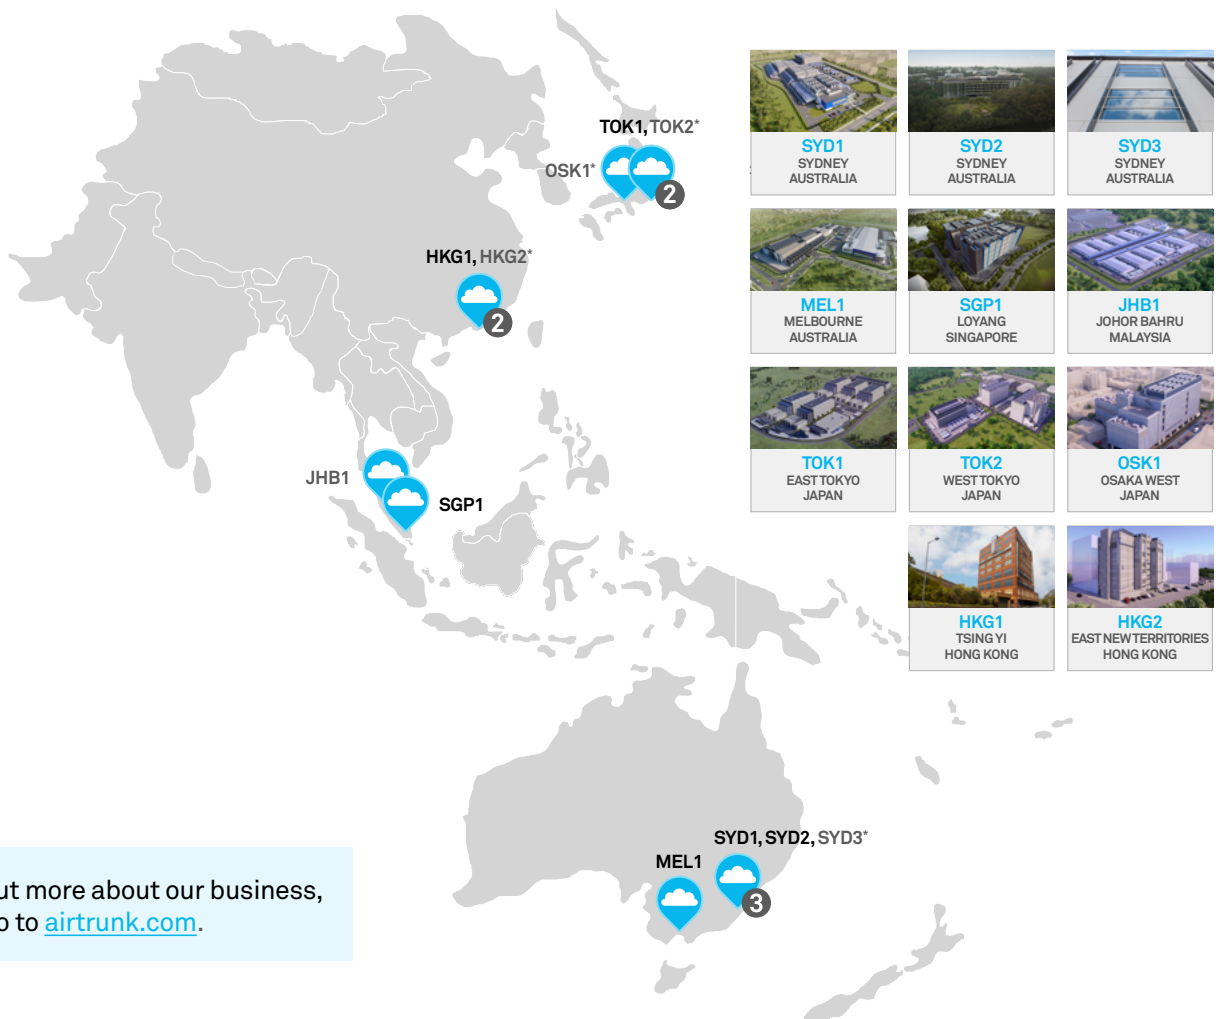 TOK1, TOK2*
OSK1*
2
HKG1, HKG2*
2
JHB1
SGP1
SYD1, SYD2, SYD3*
MEL1
3
SYD1
SYDNEY
AUSTRALIA
SYD2
SYDNEY
AUSTRALIA
SYD3
SYDNEY
AUSTRALIA
MEL1
MELBOURNE
AUSTRALIA
SGP1
LOYANG
SINGAPORE
JHB1
JOHOR BAHRU
MALAYSIA
TOK1
EAST TOKYO
JAPAN
TOK2
WEST TOKYO
JAPAN
OSK1
OSAKA WEST
JAPAN
HKG1
TSING YI
HONG KONG
HKG2
EAST NEW TERRITORIES
HONG KONG
ut more about our business,
o to airtrunk.com.